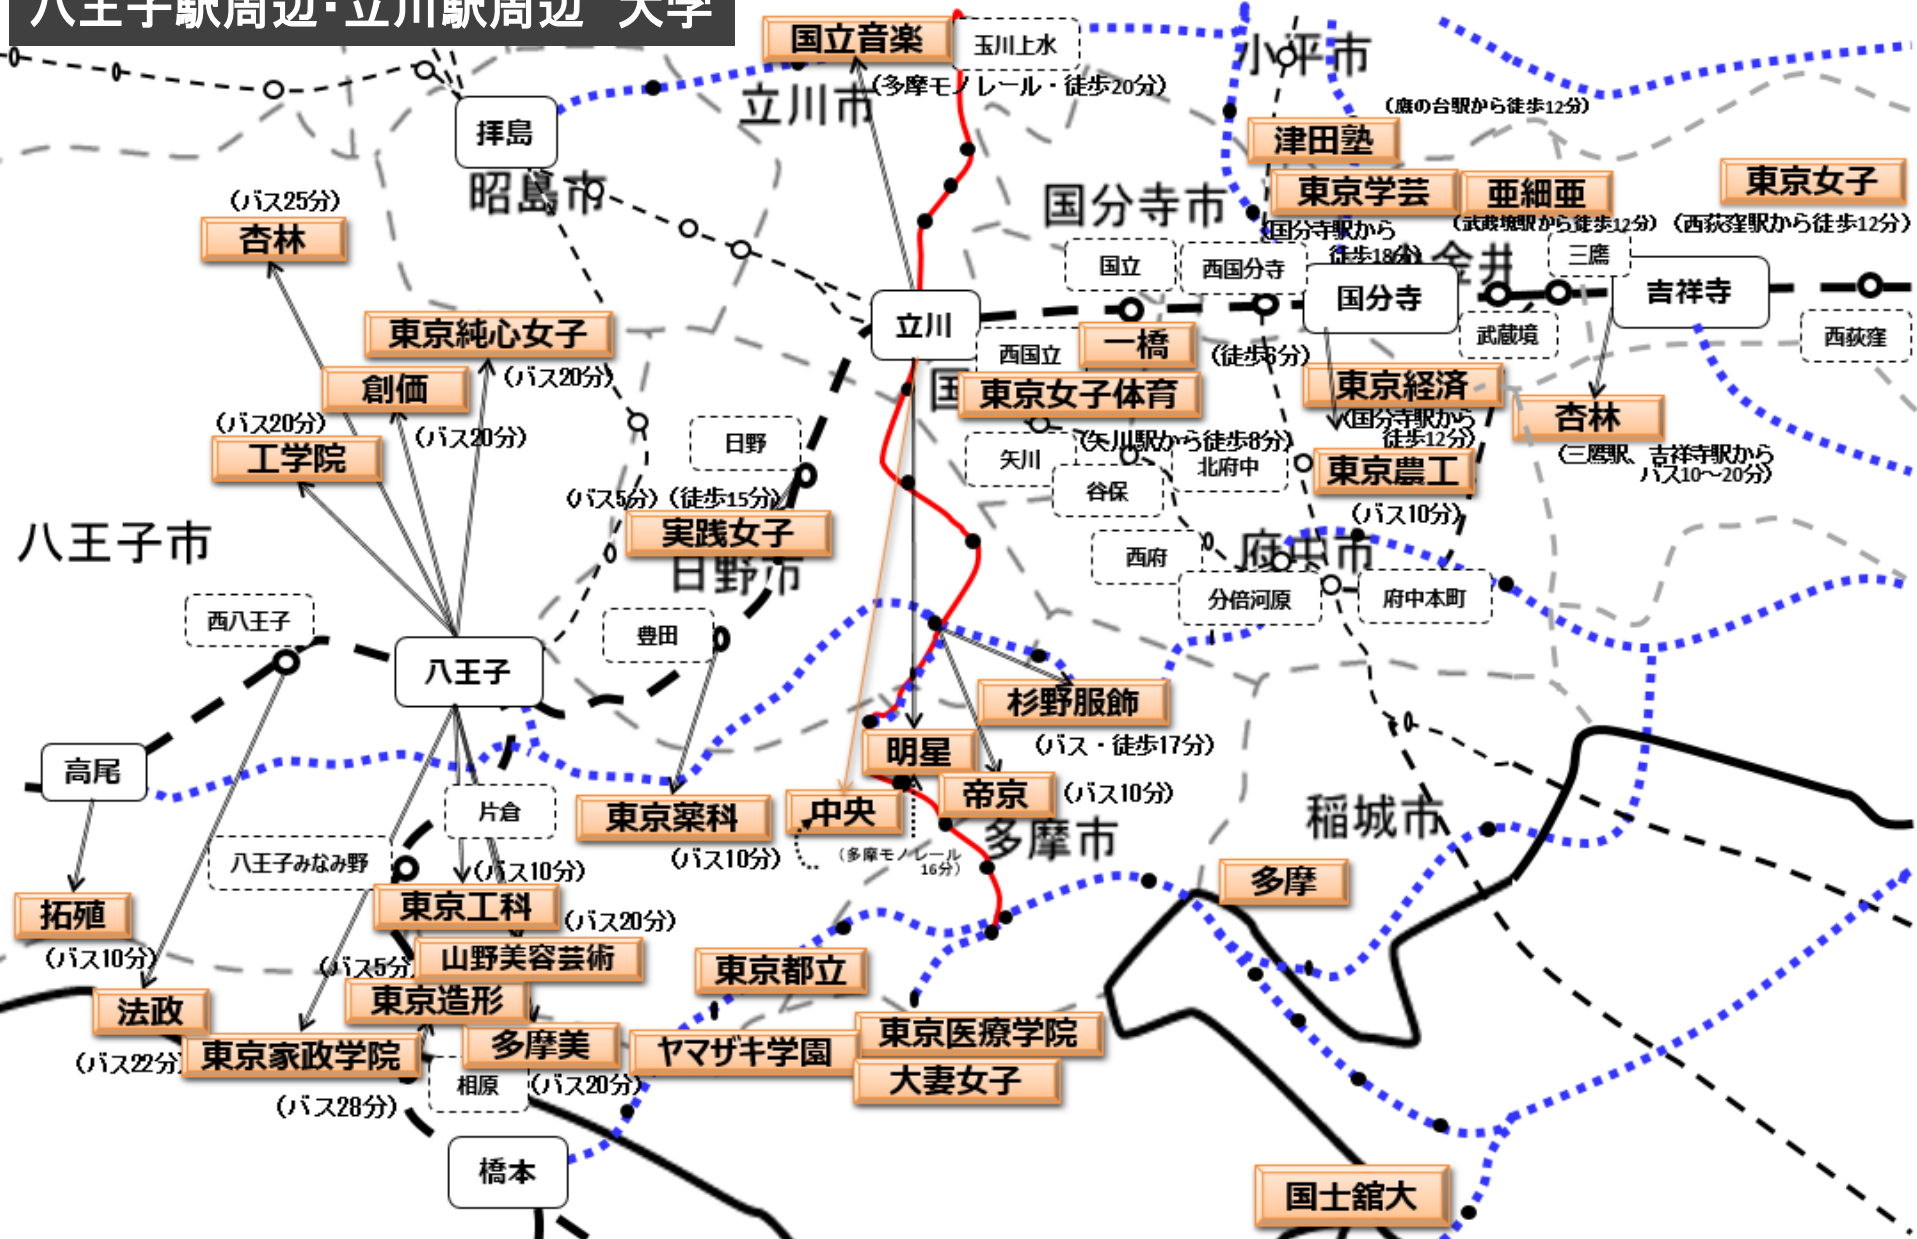 八王子駅周辺・立川駅周辺　大学
国立音楽
玉川上水
(多摩モノレール・徒歩20分)
小平市
立川市
(鷹の台駅から徒歩12分)
津田塾
拝島
昭島市
国分寺市
東京学芸
亜細亜
東京女子
(国分寺駅から
徒歩18分)
(武蔵境駅から徒歩12分)
(西荻窪駅から徒歩12分)
(バス25分)
杏林
国立
西国分寺
小金井
三鷹
国分寺
吉祥寺
立川
東京純心女子
(バス20分)
西国立
一橋
(徒歩6分)
武蔵境
西荻窪
創価
(バス20分)
国
東京女子体育
東京経済
(国分寺駅から
徒歩12分)
杏林
(三鷹駅、吉祥寺駅から
バス10〜20分)
(バス20分)
工学院
日野
矢川
(矢川駅から徒歩8分)
谷保
北府中
東京農工
(バス10分)
(バス5分)
(徒歩15分)
実践女子
八王子市
日野市
西府
府中市
分倍河原
府中本町
西八王子
豊田
八王子
杉野服飾
(バス・徒歩17分)
明星
高尾
東京薬科
(バス10分)
中央
(多摩モノレール
16分)
帝京
(バス10分)
多摩市
稲城市
片倉
八王子みなみ野
(バス10分)
多摩
拓殖
(バス10分)
東京工科
(バス20分)
山野美容芸術
(バス5分)
東京造形
東京都立
法政
(バス22分)
東京家政学院
(バス28分)
多摩美
(バス20分)
相原
ヤマザキ学園
東京医療学院
大妻女子
橋本
国士舘大